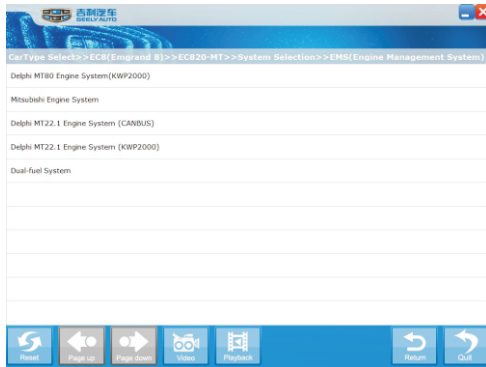 吉利汽车
GEELY AUTO
CarType Select>>EC8(Emgrand 8)>>EC820-MT>>System Selection>>EMS(Engine Management System)
Delphi MT80 Engine System(KWP2000)
Mitsubishi Engine System
Delphi MT22.1 Engine System (CANBUS)
Delphi MT22.1 Engine System (KWP2000)
Dual-fuel System
Reset Page up Page down Video Playback Return Quit